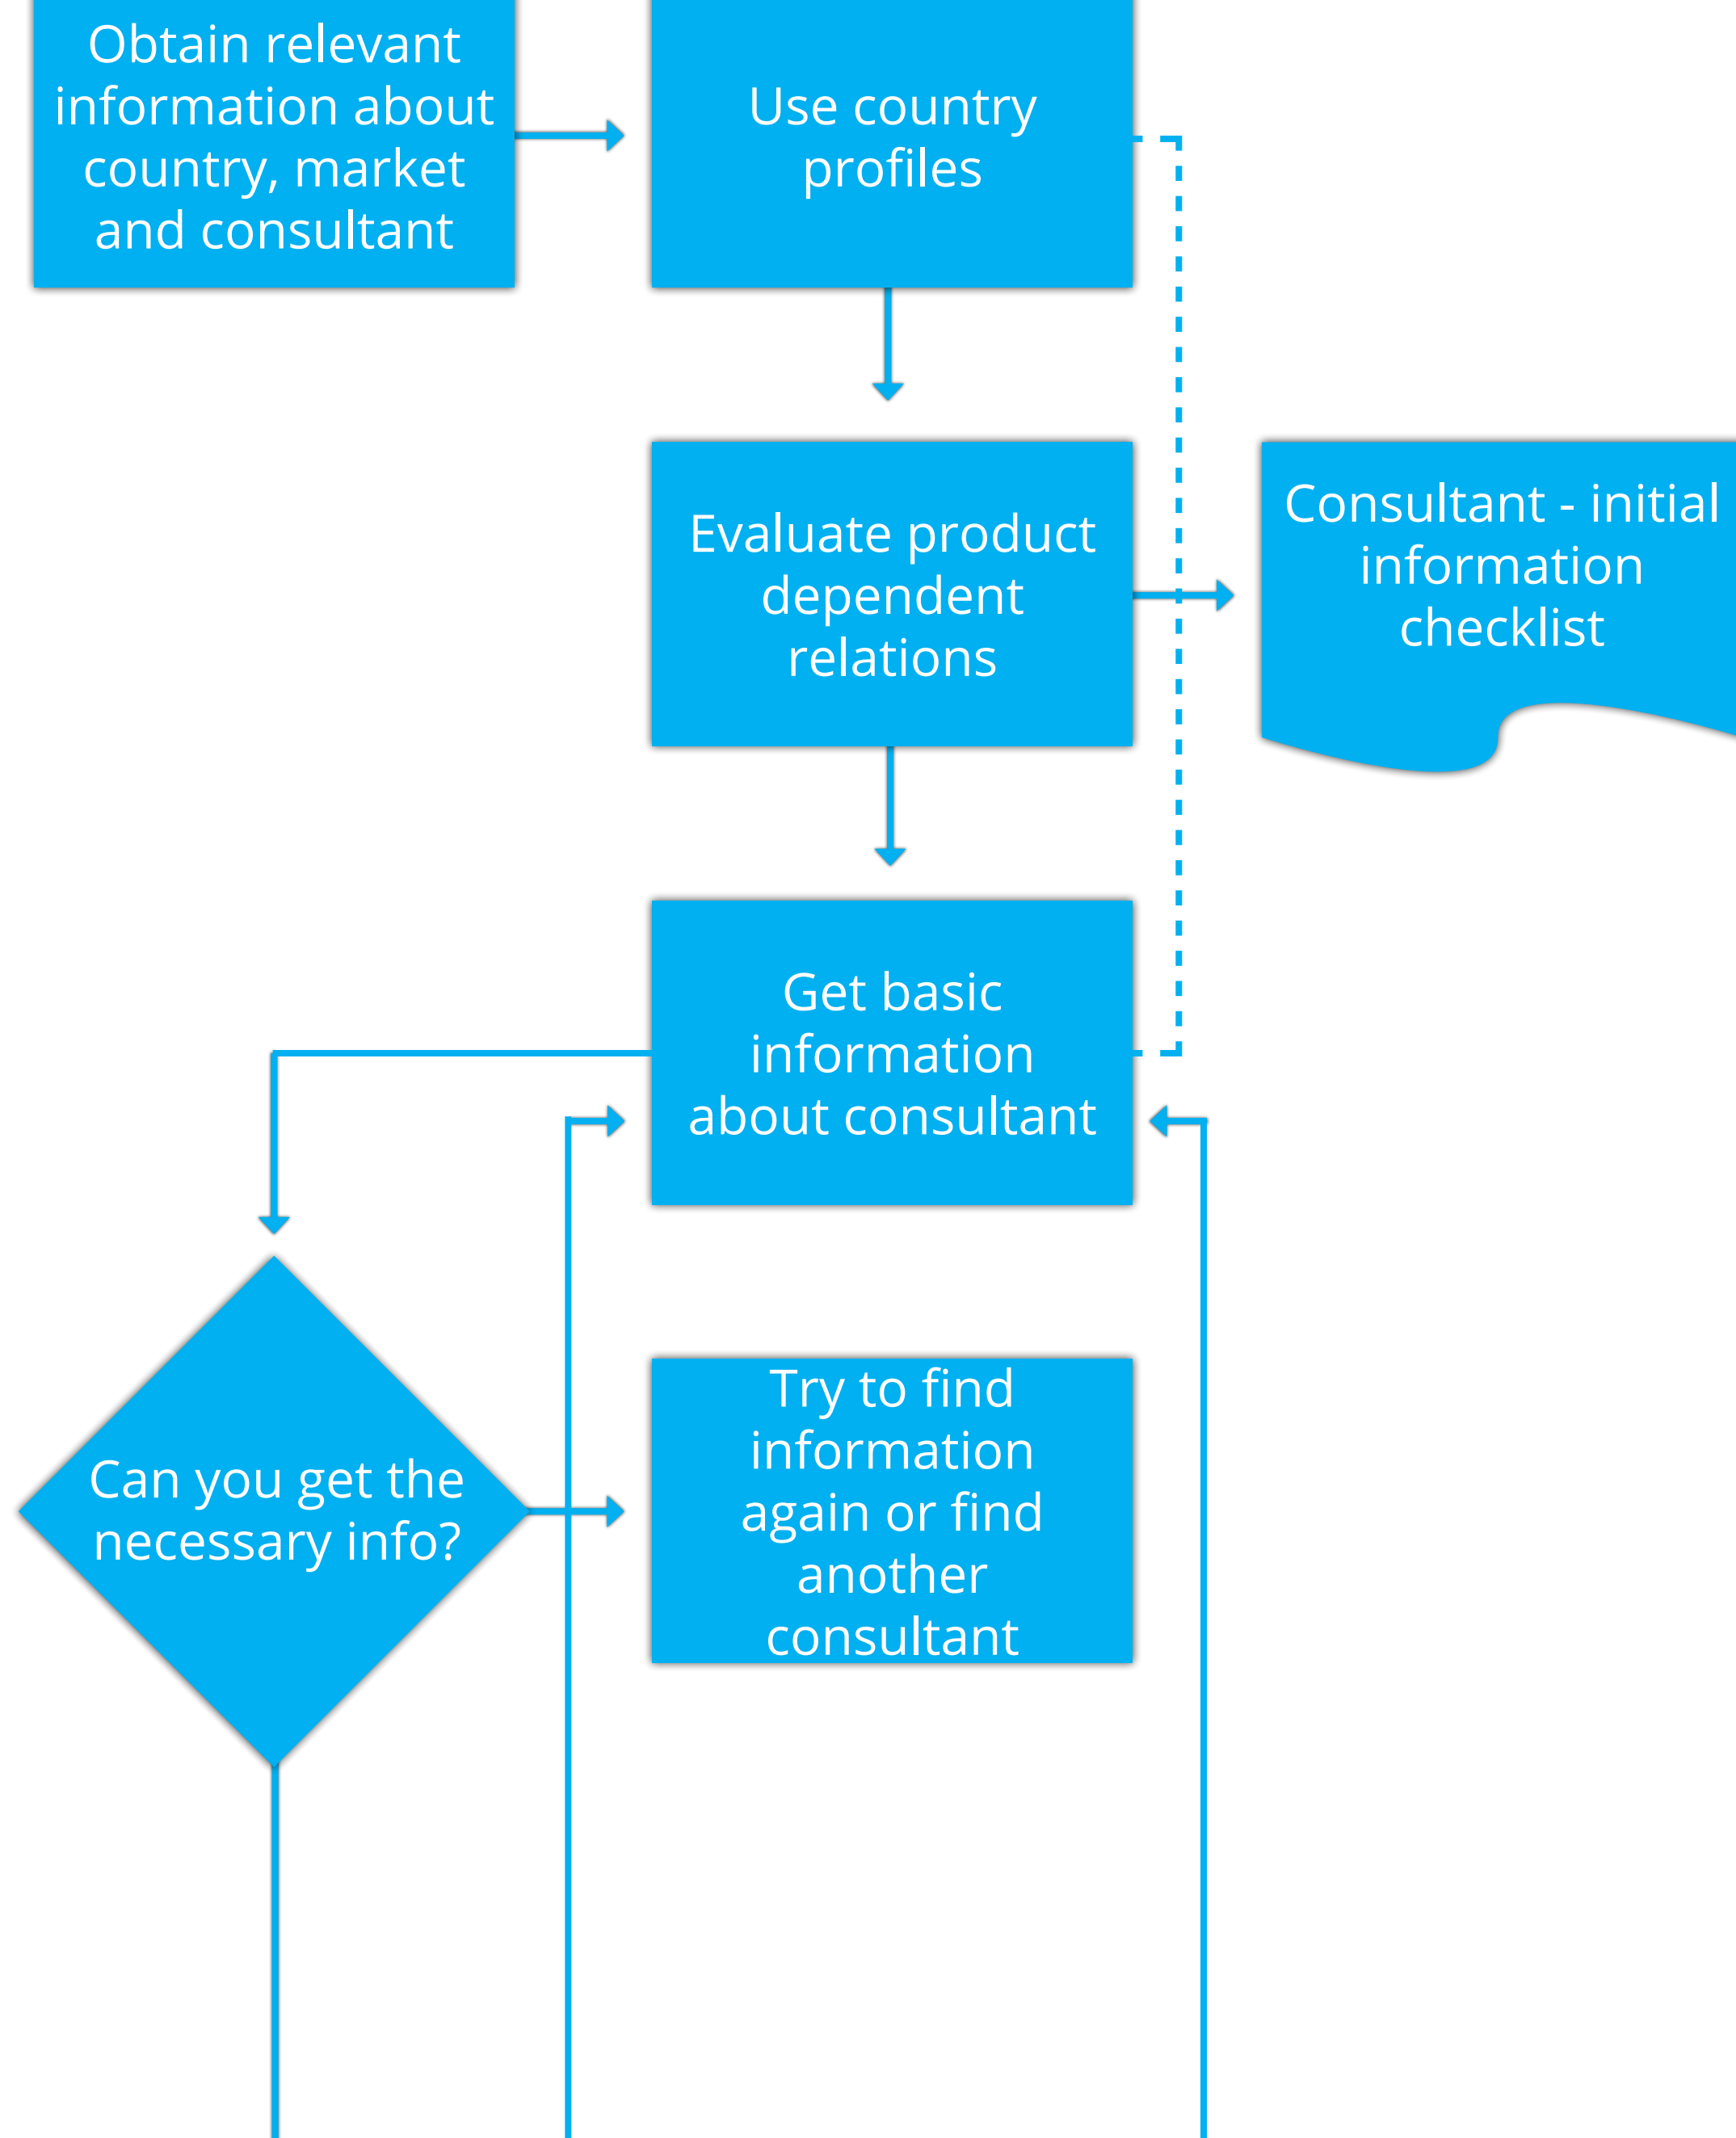 Obtain relevant
information about
country, market
and consultant
Use country
profiles
Evaluate product
dependent
relations
Consultant - initial
information
checklist
Get basic
information
about consultant
Can you get the
necessary info?
Try to find
information
again or find
another
consultant